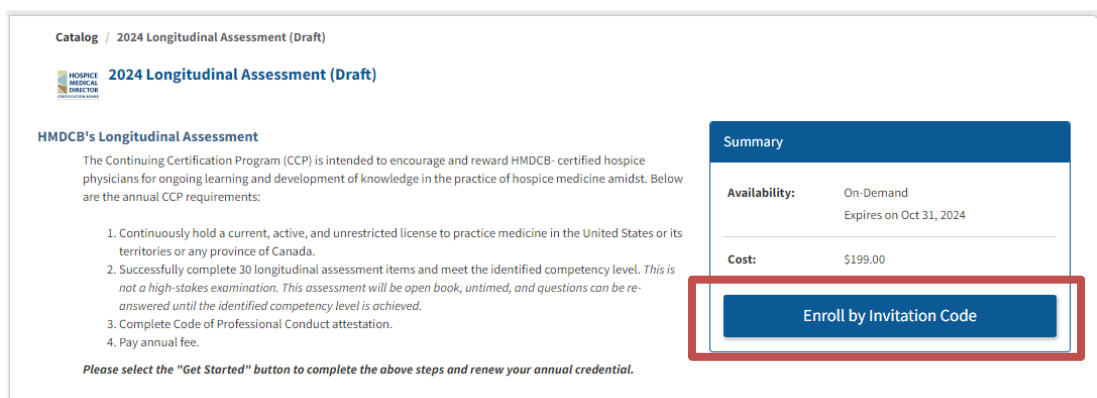 Catalog / 2024 Longitudinal Assessment (Draft)
HOSPICE
MEDICAL
DIRECTOR
CERTIFICATION BOARD
2024 Longitudinal Assessment (Draft)
HMDCB's Longitudinal Assessment
The Continuing Certification Program (CCP) is intended to encourage and reward HMDCB- certified hospice
physicians for ongoing learning and development of knowledge in the practice of hospice medicine amidst. Below
are the annual CCP requirements:
1. Continuously hold a current, active, and unrestricted license to practice medicine in the United States or its
territories or any province of Canada.
2. Successfully complete 30 longitudinal assessment items and meet the identified competency level. This is
not a high-stakes examination. This assessment will be open book, untimed, and questions can be re-
answered until the identified competency level is achieved.
3. Complete Code of Professional Conduct attestation.
4. Pay annual fee.
Please select the "Get Started" button to complete the above steps and renew your annual credential.
Summary
Availability: On-Demand
Expires on Oct 31, 2024
Cost: $199.00
Enroll by Invitation Code